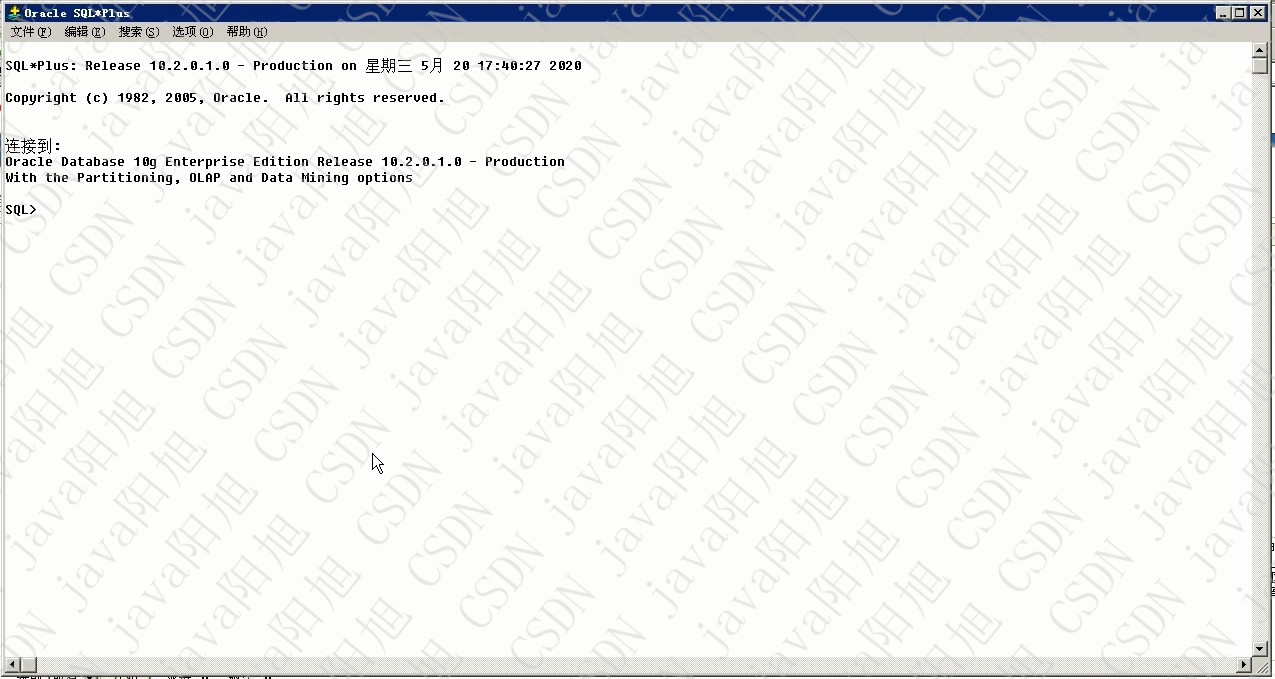 Oracle SQL*Plus
文件(F) 编辑(E) 搜索(S) 选项(O) 帮助(H)
SQL*Plus: Release 10.2.0.1.0 - Production on 星期三 5月 20 17:40:27 2020
Copyright (c) 1982, 2005, Oracle.  All rights reserved.
连接到:
Oracle Database 10g Enterprise Edition Release 10.2.0.1.0 - Production
With the Partitioning, OLAP and Data Mining options
SQL>
CSDN java阳旭